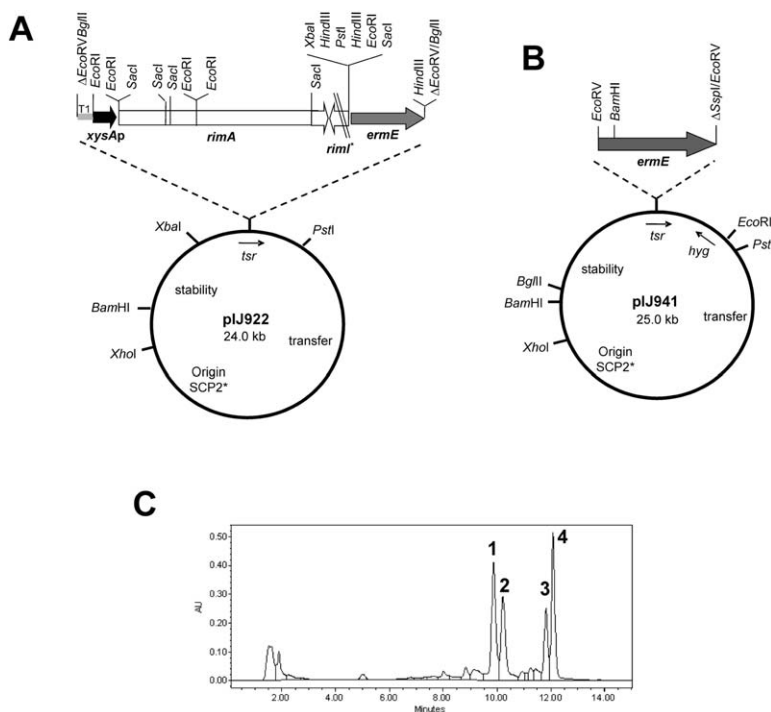 A
ΔEcoRV/BglII
EcoRI
EcoRI
SacI
SacI
SacI
EcoRI
EcoRI
SacI
XbaI
HindIII
PstI
HindIII
EcoRI
SacI
HindIII
ΔEcoRV/BglII
T1
xysAp
rimA
rimI'
ermE
XbaI
PstI
tsr
stability
BamHI
pIJ922
24.0 kb
transfer
XhoI
Origin
SCP2*
B
EcoRV
BamHI
ΔSspI/EcoRV
ermE
EcoRI
PstI
tsr
hyg
stability
BglII
BamHI
pIJ941
25.0 kb
transfer
XhoI
Origin
SCP2*
C
0.50
0.40
0.30
0.20
0.10
0.00
AU
1
2
3
4
2.00
4.00
6.00
8.00
10.00
12.00
14.00
Minutes